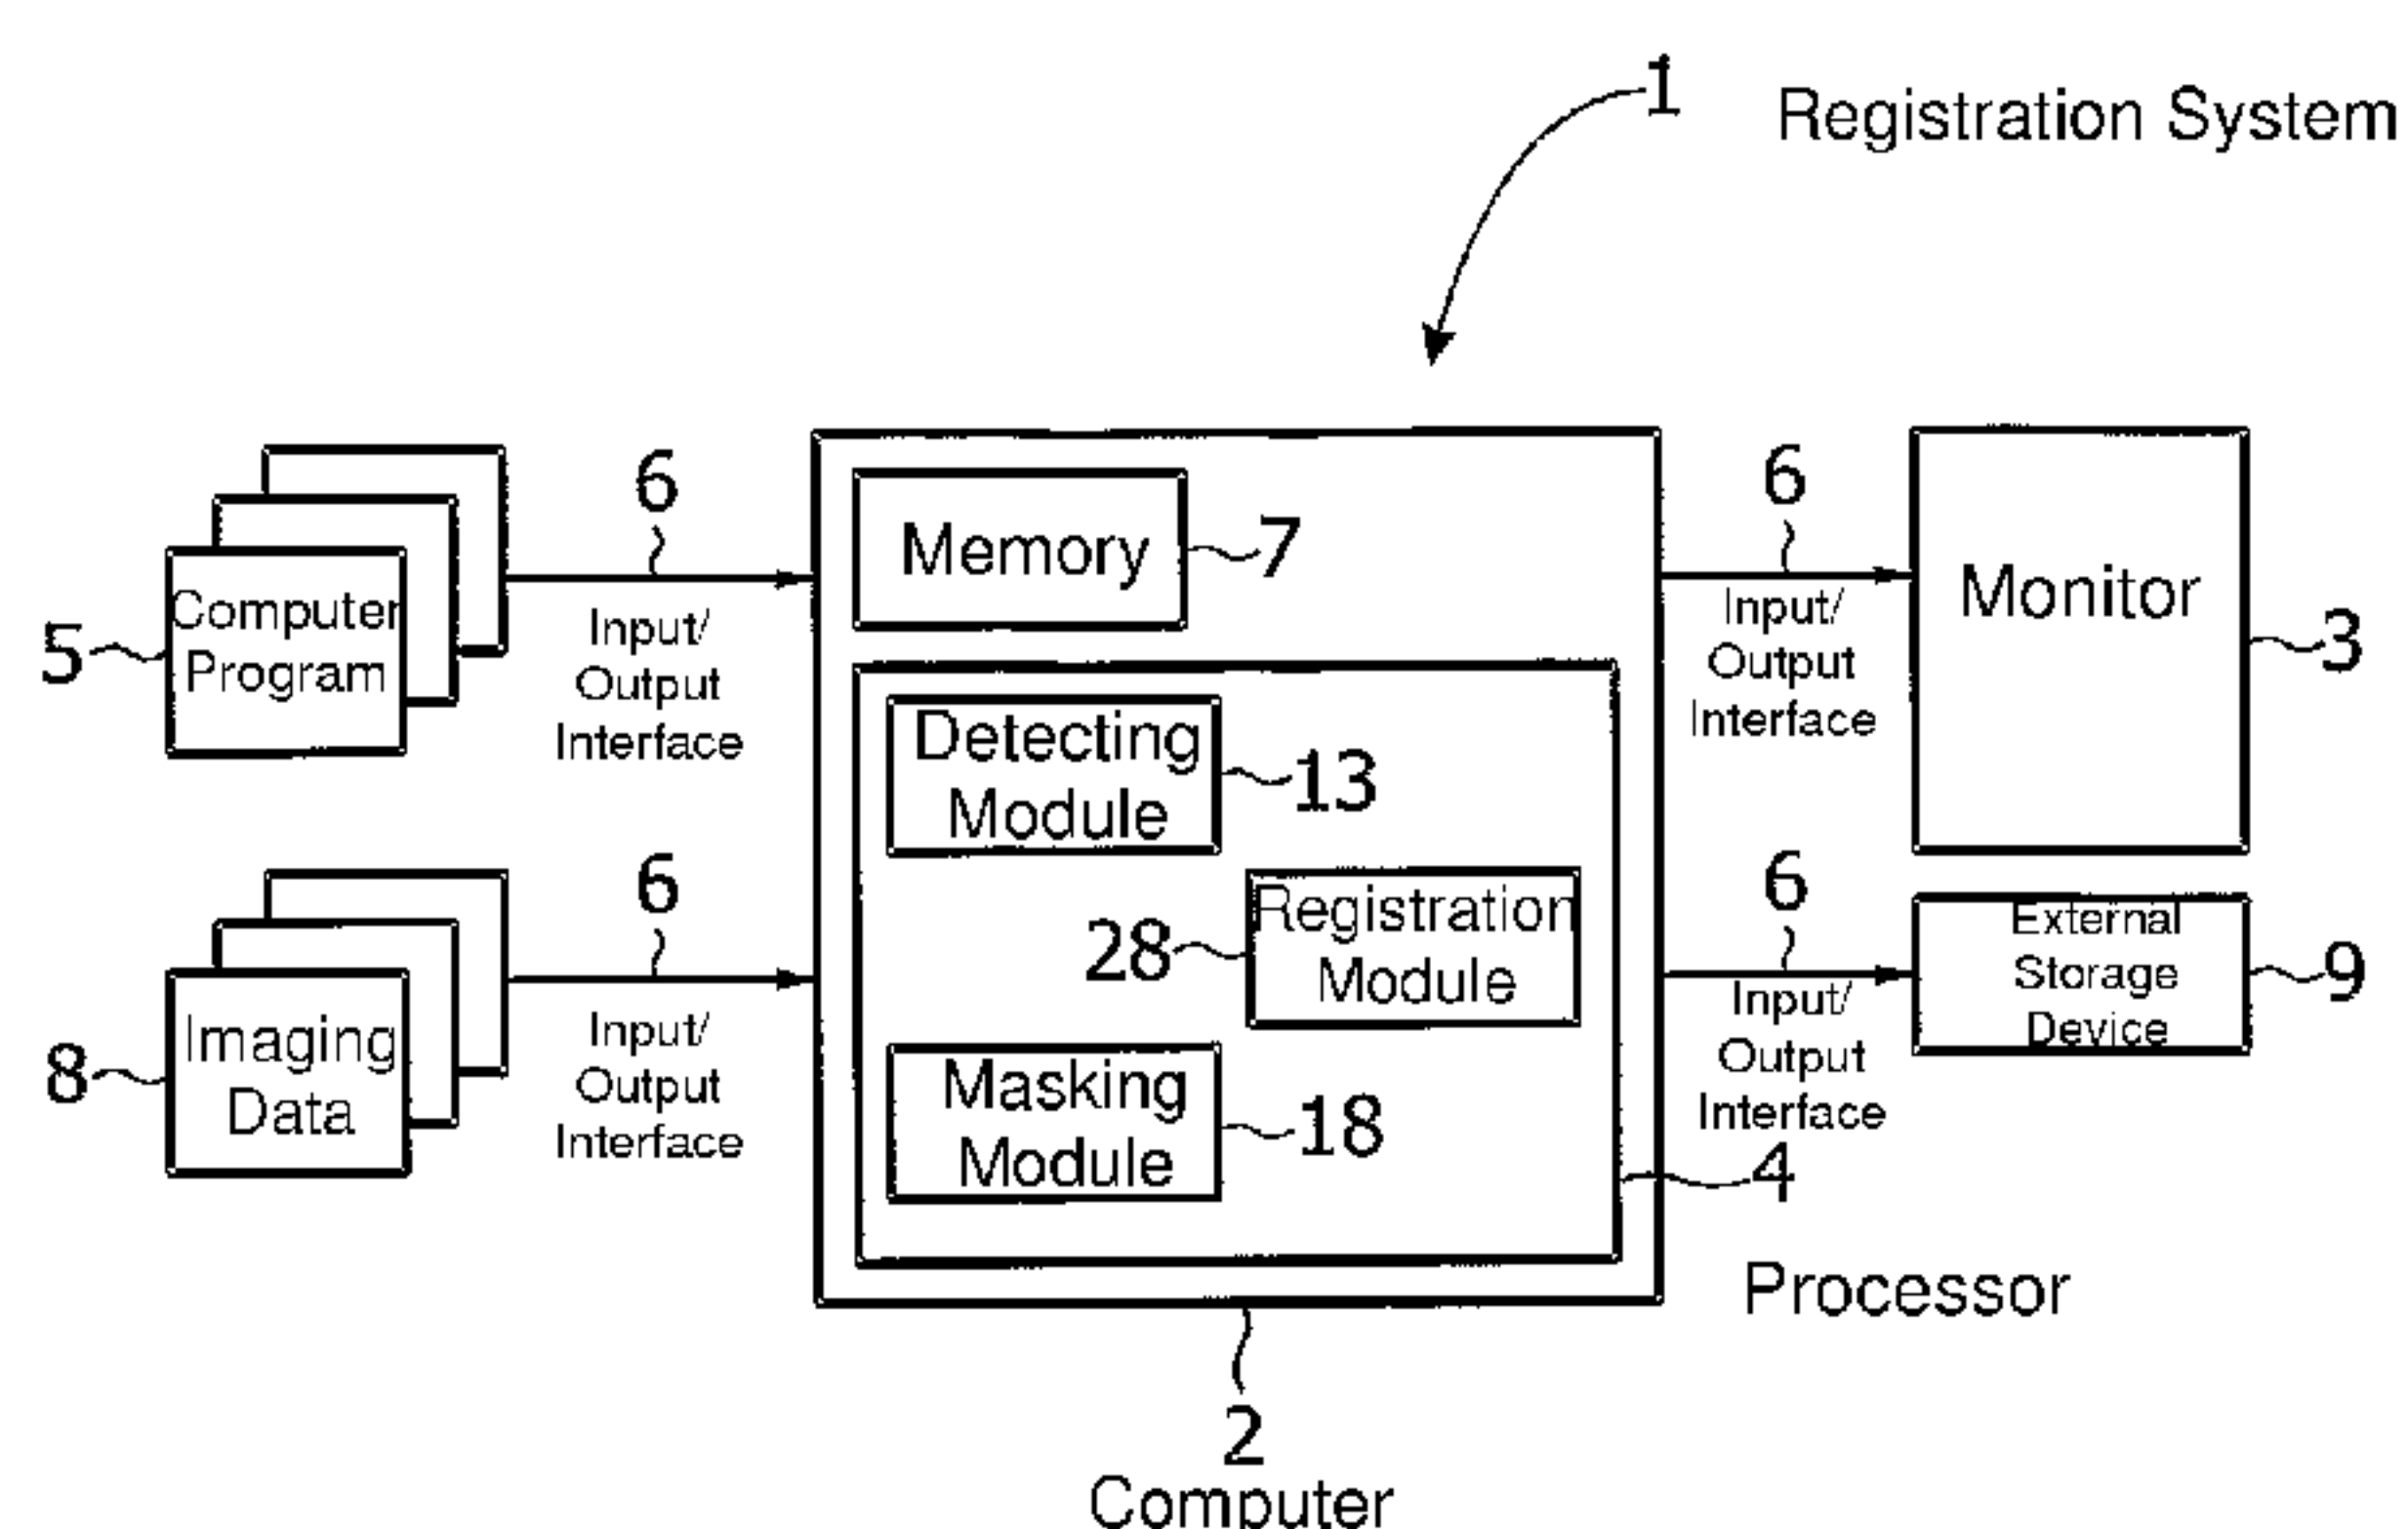 1 Registration System
5
Computer
Program
6
Input/
Output
Interface
8
Imaging
Data
6
Input/
Output
Interface
Memory
7
Detecting
Module
13
28
Registration
Module
Masking
Module
18
6
Input/
Output
Interface
Monitor
3
6
Input/
Output
Interface
External
Storage
Device
9
4
Processor
2
Computer